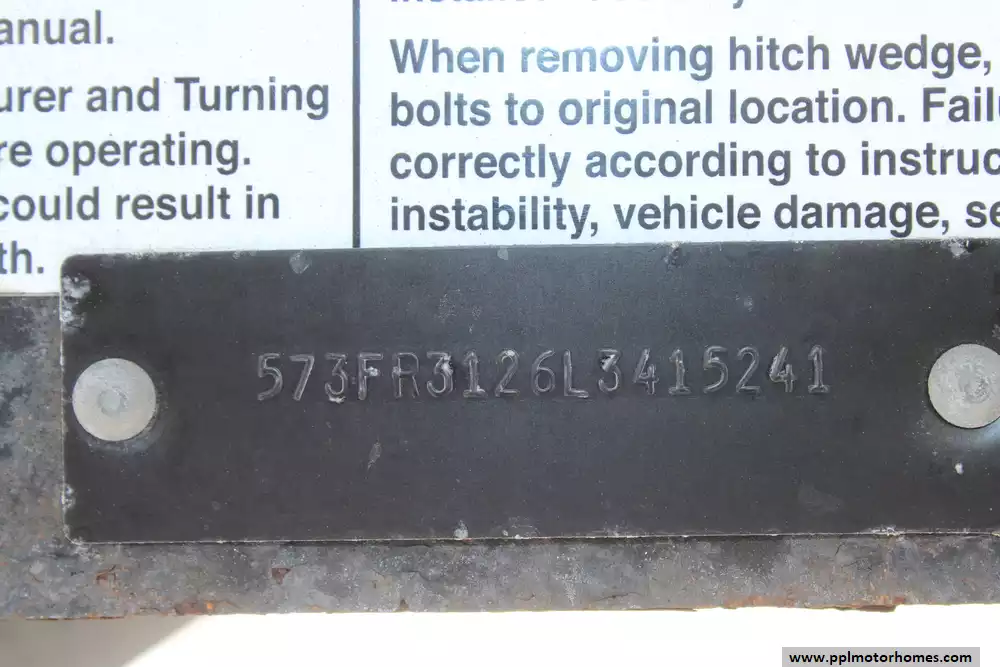 anual.
urer and Turning
re operating.
could result in
th.
When removing hitch wedge,
bolts to original location. Failu
correctly according to instruc
instability, vehicle damage, se
573FR3126L3415241
www.pplmotorhomes.com